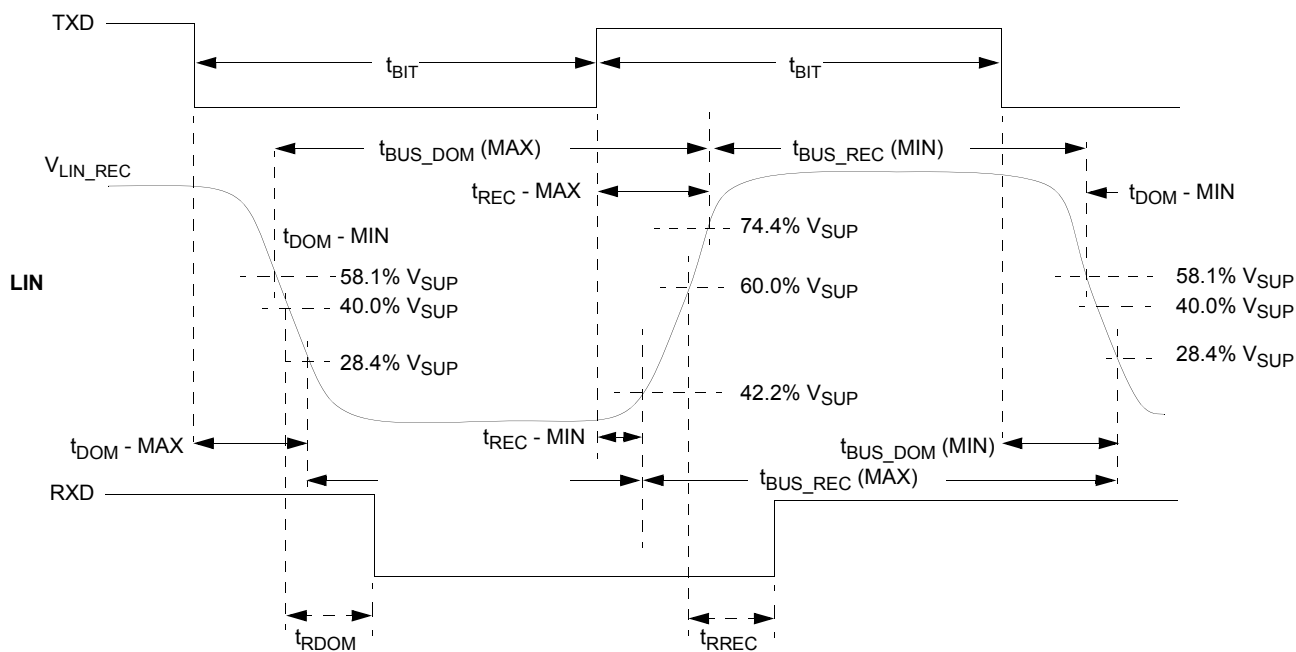 TXD
tBIT
tBIT
tBUS_DOM (MAX)
tBUS_REC (MIN)
VLIN_REC
tREC - MAX
tDOM - MIN
tDOM - MIN
74.4% VSUP
LIN
58.1% VSUP
60.0% VSUP
58.1% VSUP
40.0% VSUP
40.0% VSUP
28.4% VSUP
28.4% VSUP
42.2% VSUP
tDOM - MAX
tREC - MIN
tBUS_DOM (MIN)
tBUS_REC (MAX)
RXD
tRDOM
tRREC